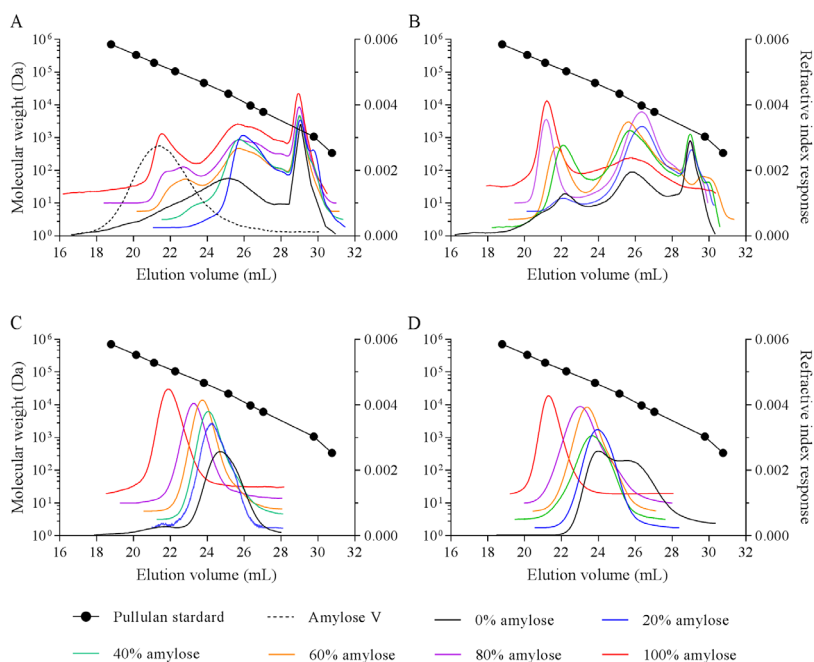 A
Molecular weight (Da)
10⁶
10⁵
10⁴
10³
10²
10¹
10⁰
0.006
0.004
0.002
0.000
16 18 20 22 24 26 28 30 32
Elution volume (mL)
B
10⁶
10⁵
10⁴
10³
10²
10¹
10⁰
0.006
0.004
0.002
0.000
Refractive index response
16 18 20 22 24 26 28 30 32
Elution volume (mL)
C
Molecular weight (Da)
10⁶
10⁵
10⁴
10³
10²
10¹
10⁰
0.006
0.004
0.002
0.000
16 18 20 22 24 26 28 30 32
Elution volume (mL)
D
10⁶
10⁵
10⁴
10³
10²
10¹
10⁰
0.006
0.004
0.002
0.000
Refractive index response
16 18 20 22 24 26 28 30 32
Elution volume (mL)
Pullulan stardard
Amylose V
0% amylose
20% amylose
40% amylose
60% amylose
80% amylose
100% amylose